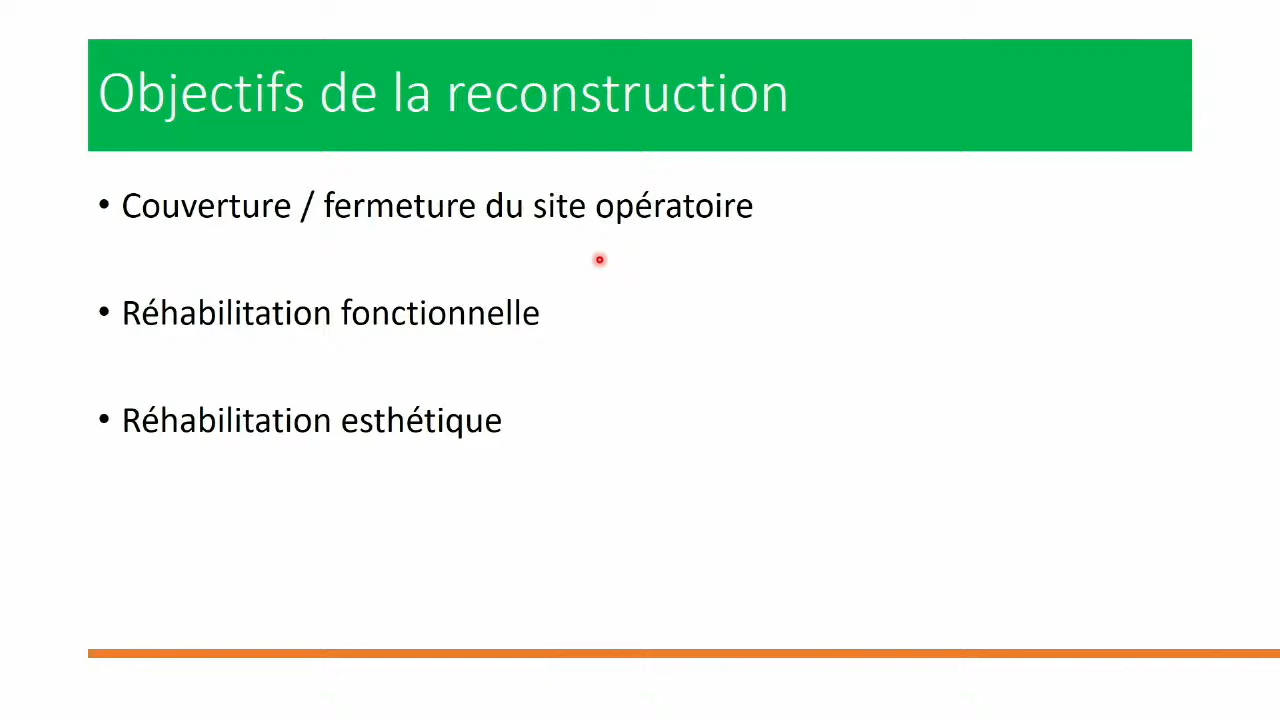 Objectifs de la reconstruction
• Couverture / fermeture du site opératoire
• Réhabilitation fonctionnelle
• Réhabilitation esthétique